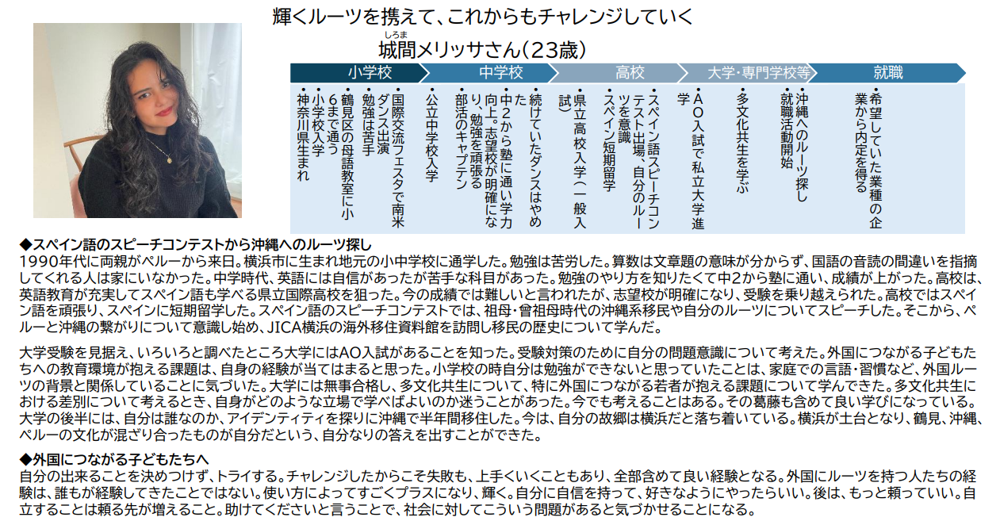 輝くルーツを携えて、これからもチャレンジしていく
しろま
城間メリッサさん(23歳)
小学校
中学校
高校
大学・専門学校等
就職
・神奈川県生まれ
・小学校入学
・鶴見区の母語教室に小
6まで通う
・勉強は苦手
・国際交流フェスタで南米
ダンス出演
・公立中学校入学
・部活のキャプテン
・中2から塾に通い学力
向上。志望校が明確にな
り、勉強を頑張る
・続けていたダンスはやめ
た
・県立高校入学(一般入
試)
・スペイン短期留学
・スペイン語スピーチコン
テスト出場、自分のルー
ツを意識
・AO入試で私立大学進
学
・多文化共生を学ぶ
・沖縄へのルーツ探し
・就職活動開始
・希望していた業種の企
業から内定を得る
◆スペイン語のスピーチコンテストから沖縄へのルーツ探し
1990年代に両親がペルーから来日。横浜市に生まれ地元の小中学校に通学した。勉強は苦労した。算数は文章題の意味が分からず、国語の音読の間違いを指摘
してくれる人は家にいなかった。中学時代、英語には自信があったが苦手な科目があった。勉強のやり方を知りたくて中2から塾に通い、成績が上がった。高校は、
英語教育が充実してスペイン語も学べる県立国際高校を狙った。今の成績では難しいと言われたが、志望校が明確になり、受験を乗り越えられた。高校ではスペイ
ン語を頑張り、スペインに短期留学した。スペイン語のスピーチコンテストでは、祖母・曾祖母時代の沖縄系移民や自分のルーツについてスピーチした。そこから、ペ
ルーと沖縄の繋がりについて意識し始め、JICA横浜の海外移住資料館を訪問し移民の歴史について学んだ。
大学受験を見据え、いろいろと調べたところ大学にはAO入試があることを知った。受験対策のために自分の問題意識について考えた。外国につながる子どもた
ちへの教育環境が抱える課題は、自身の経験が当てはまると思った。小学校の時自分は勉強ができないと思っていたことは、家庭での言語・習慣など、外国ルー
ツの背景と関係していることに気づいた。大学には無事合格し、多文化共生について、特に外国につながる若者が抱える課題について学んできた。多文化共生に
おける差別について考えるとき、自身がどのような立場で学べばよいのか迷うことがあった。今でも考えることはある。その葛藤も含めて良い学びになっている。
大学の後半には、自分は誰なのか、アイデンティティを探りに沖縄で半年間移住した。今は、自分の故郷は横浜だと落ち着いている。横浜が土台となり、鶴見、沖縄、
ペルーの文化が混ざり合ったものが自分だという、自分なりの答えを出すことができた。
◆外国につながる子どもたちへ
自分の出来ることを決めつけず、トライする。チャレンジしたからこそ失敗も、上手くいくこともあり、全部含めて良い経験となる。外国にルーツを持つ人たちの経
験は、誰もが経験してきたことではない。使い方によってすごくプラスになり、輝く。自分に自信を持って、好きなようにやったらいい。後は、もっと頼っていい。自
立することは頼る先が増えること。助けてくださいと言うことで、社会に対してこういう問題があると気づかせることになる。